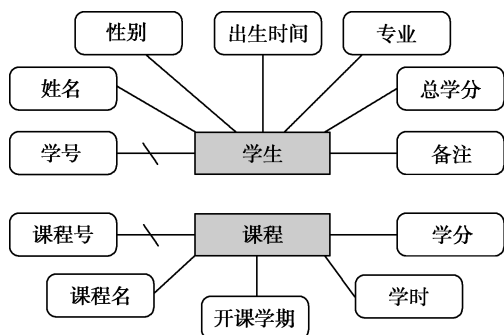 性别
出生时间
专业
姓名
总学分
学号
学生
备注
课程号
课程
学分
课程名
开课学期
学时